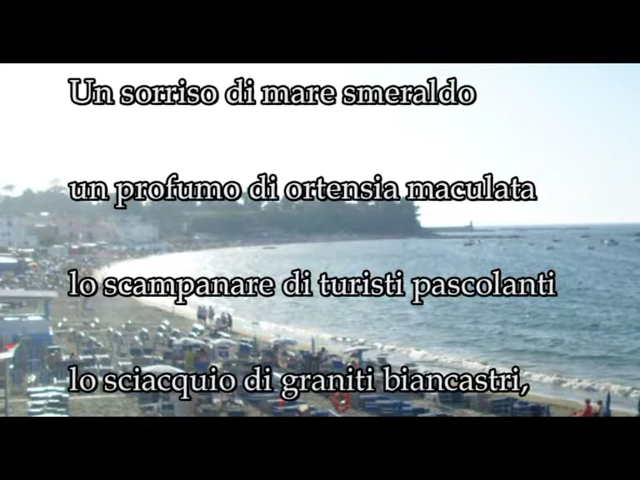 Un sorriso di mare smeraldo
un profumo di ortensia maculata
lo scampanare di turisti pascolanti
lo sciacquio di graniti biancastri,